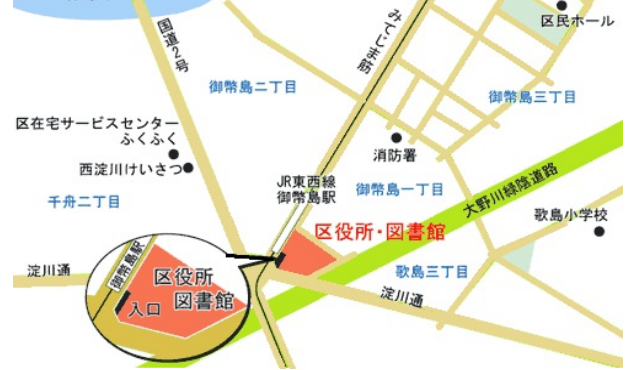 区民ホール
国道2号
みてじま筋
御幣島二丁目
御幣島三丁目
区在宅サービスセンター
ふくふく
消防署
西淀川けいさつ
JR東西線
御幣島駅
御幣島一丁目
大野川緑陰道路
千舟二丁目
歌島小学校
区役所・図書館
御幣島駅
淀川通
区役所
図書館
入口
歌島三丁目
淀川通